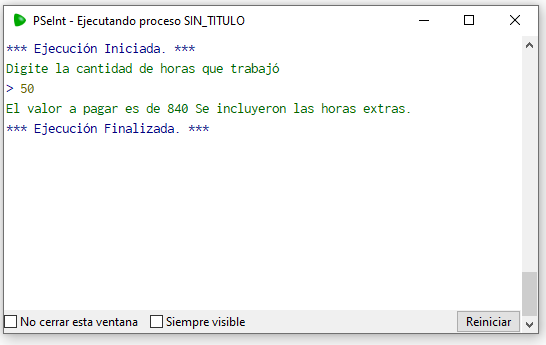 PSeInt - Ejecutando proceso SIN_TITULO
*** Ejecución Iniciada. ***
Digite la cantidad de horas que trabajó
> 50
El valor a pagar es de 840 Se incluyeron las horas extras.
*** Ejecución Finalizada. ***
No cerrar esta ventana Siempre visible Reiniciar